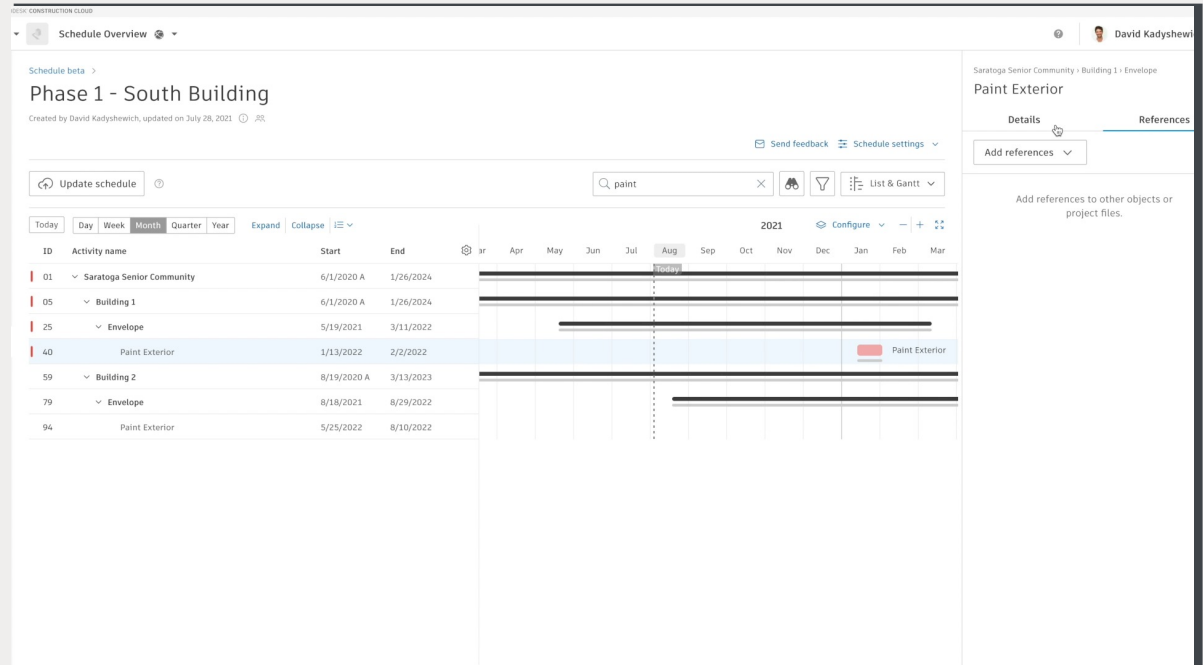 CONSTRUCTION CLOUD
Schedule Overview
David Kadyshewi
Schedule beta >
Phase 1 - South Building
Created by David Kadyshewich, updated on July 28, 2021
Send feedback Schedule settings
Update schedule
paint
List & Gantt
Today Day Week Month Quarter Year Expand Collapse
2021 Configure
ID Activity name Start End
ar Apr May Jun Jul Aug Sep Oct Nov Dec Jan Feb Mar
Today
01 Saratoga Senior Community 6/1/2020 A 1/26/2024
05 Building 1 6/1/2020 A 1/26/2024
25 Envelope 5/19/2021 3/11/2022
40 Paint Exterior 1/13/2022 2/2/2022 Paint Exterior
59 Building 2 8/19/2020 A 3/13/2023
79 Envelope 8/18/2021 8/29/2022
94 Paint Exterior 5/25/2022 8/10/2022
Saratoga Senior Community › Building 1 › Envelope
Paint Exterior
Details References
Add references
Add references to other objects or
project files.